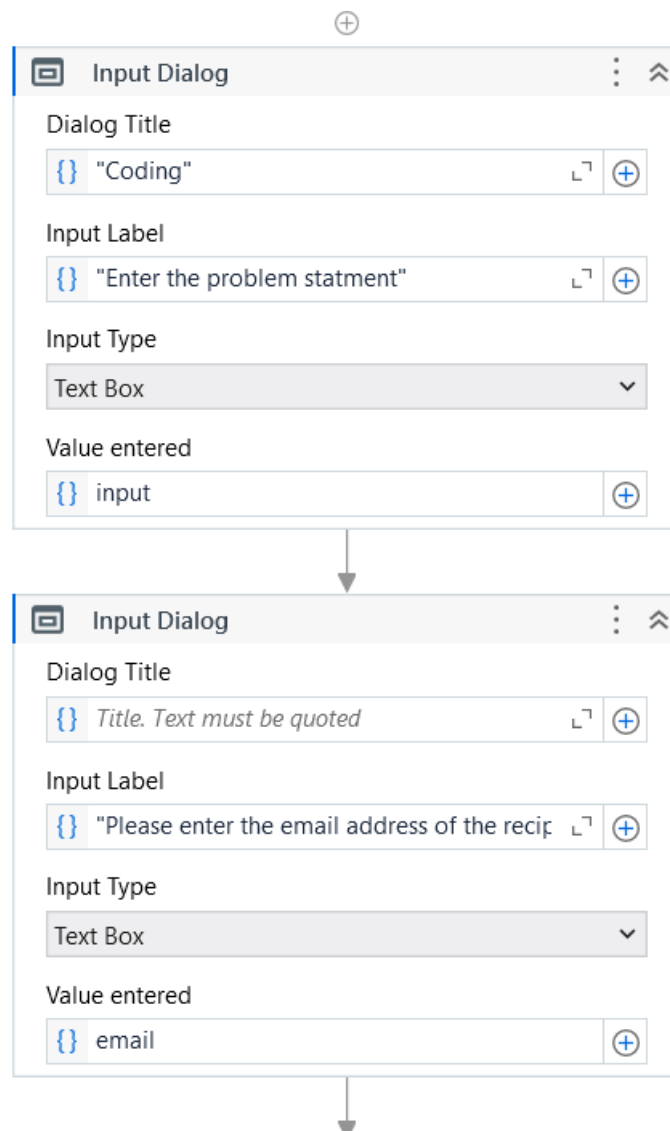 Input Dialog
Dialog Title
{} "Coding"
Input Label
{} "Enter the problem statment"
Input Type
Text Box
Value entered
{} input
Input Dialog
Dialog Title
{} Title. Text must be quoted
Input Label
{} "Please enter the email address of the
Input Type
Text Box
Value entered
{} email